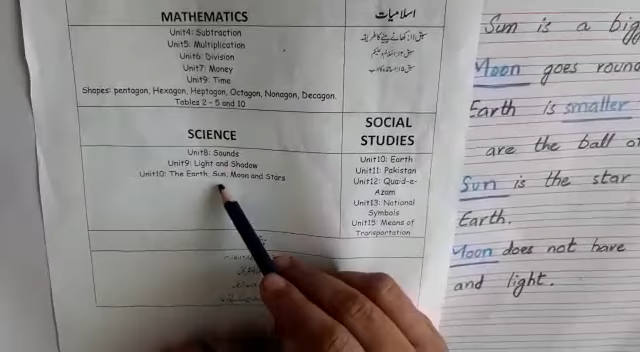 MATHEMATICS
Unit4: Subtraction
Unit5: Multiplication
Unit6: Division
Unit7: Money
Unit9: Time
Shapes: pentagon, Hexagon, Heptagon, Octagon, Nonagon, Decagon.
Tables 2 - 5 and 10
اسلامیات
SCIENCE
Unit8: Sounds
Unit9: Light and Shadow
Unit10: The Earth, Sun, Moon and Stars
SOCIAL
STUDIES
Unit10: Earth
Unit11: Pakistan
Unit12: Quaid-e-
Azam
Unit13: National
Symbols
Unit15: Means of
Transportation
Sun is a big
Moon goes round
Earth is smaller
are the ball of
Sun is the star
Earth.
Moon does not have
and light.